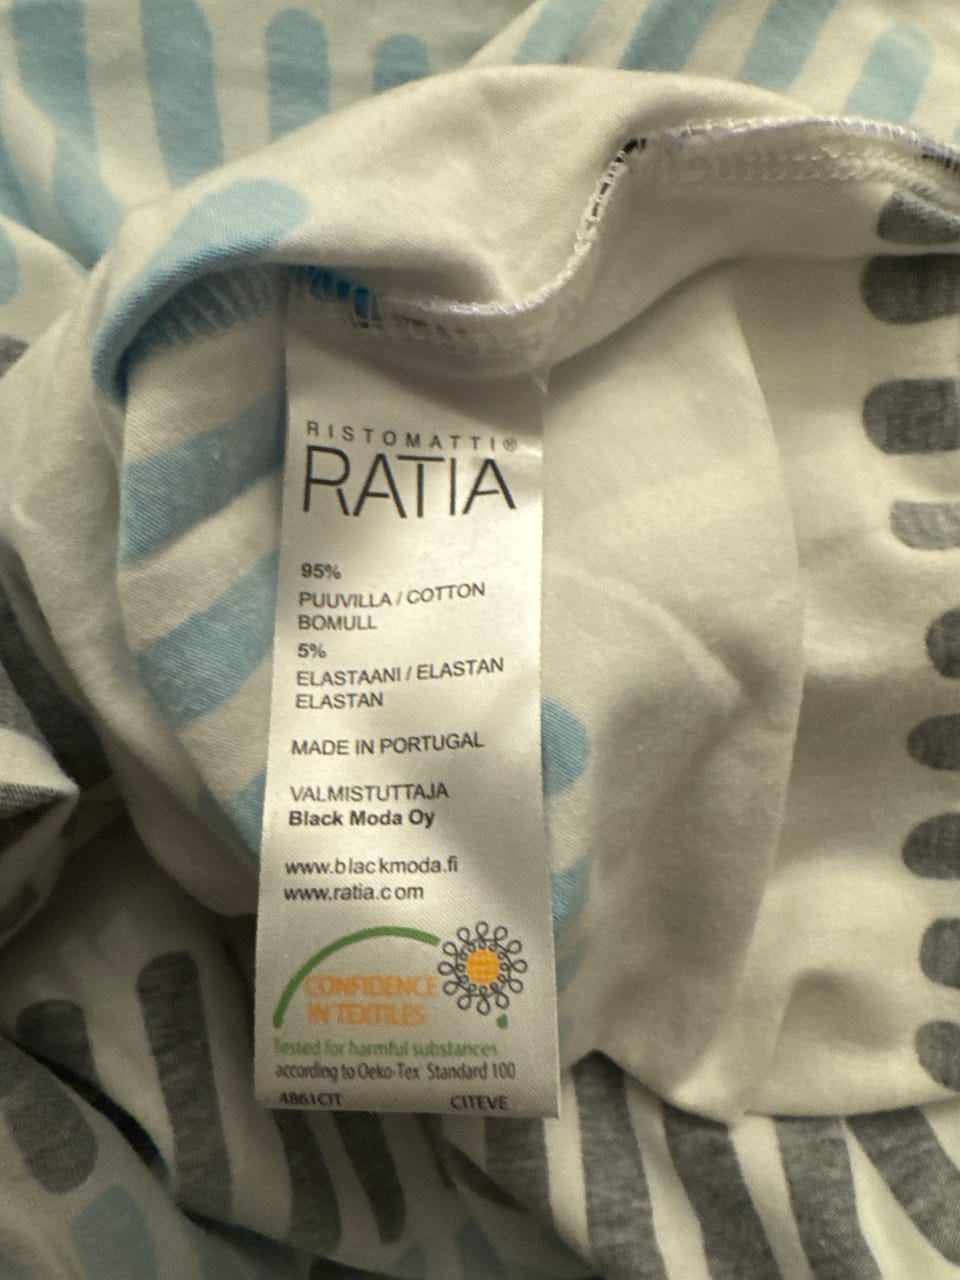 RISTOMATTI®
RATIA
95%
PUUVILLA / COTTON
BOMULL
5%
ELASTAANI / ELASTAN
ELASTAN
MADE IN PORTUGAL
VALMISTUTTAJA
Black Moda Oy
www.blackmoda.fi
www.ratia.com
CONFIDENCE
IN TEXTILES
Tested for harmful substances
according to Oeko-Tex Standard 100
4861CIT CITEVE